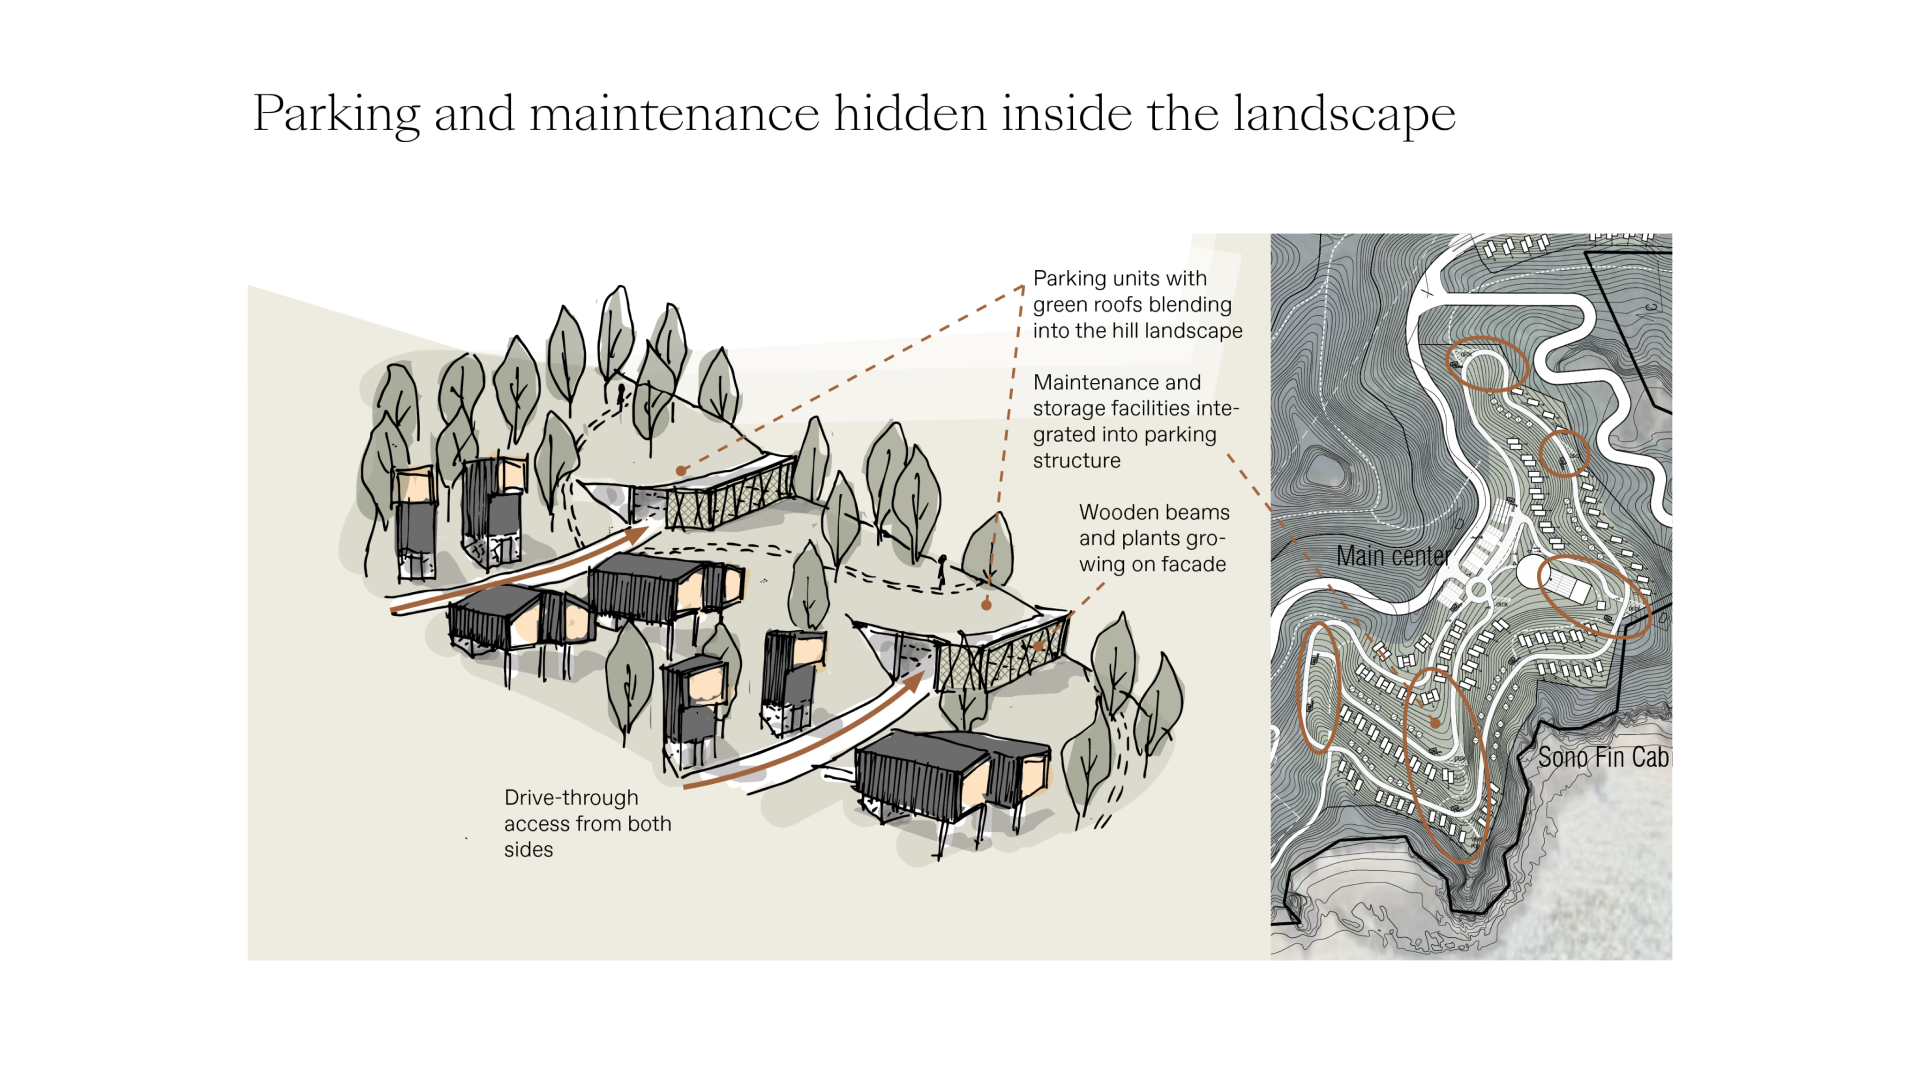 Parking and maintenance hidden inside the landscape
Parking units with
green roofs blending
into the hill landscape
Maintenance and
storage facilities inte-
grated into parking
structure
Wooden beams
and plants gro-
wing on facade
Drive-through
access from both
sides
Main center
Sono Fin Cab